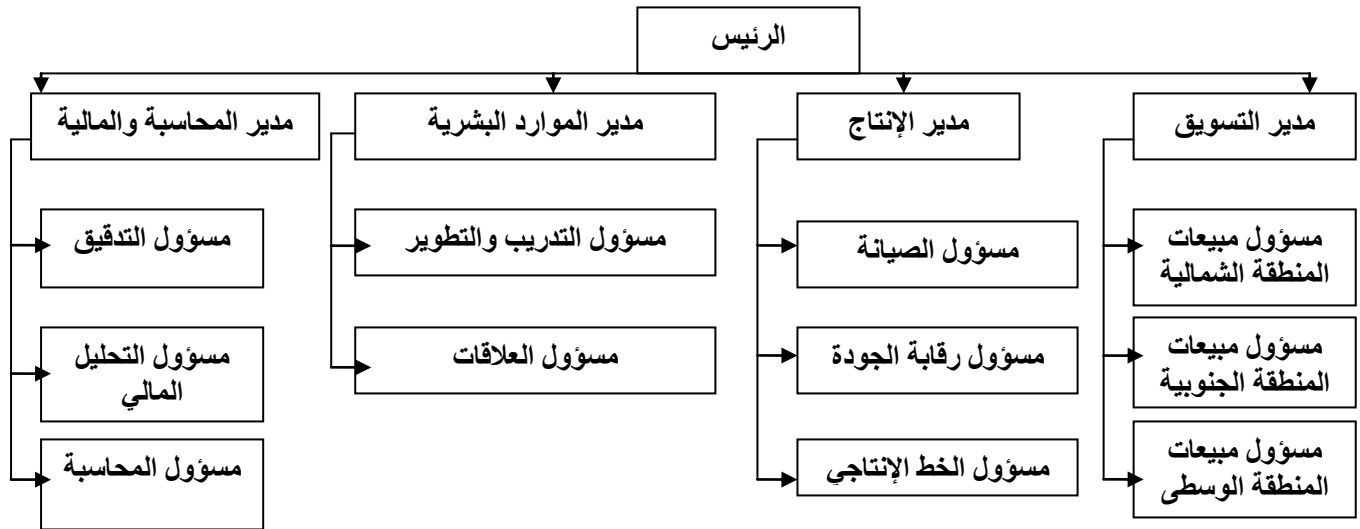 الرئيس
مدير التسويق
مدير الإنتاج
مدير الموارد البشرية
مدير المحاسبة والمالية
مسؤول مبيعات
المنطقة الشمالية
مسؤول الصيانة
مسؤول التدريب والتطوير
مسؤول التدقيق
مسؤول مبيعات
المنطقة الجنوبية
مسؤول رقابة الجودة
مسؤول العلاقات
مسؤول التحليل
المالي
مسؤول مبيعات
المنطقة الوسطى
مسؤول الخط الإنتاجي
مسؤول المحاسبة